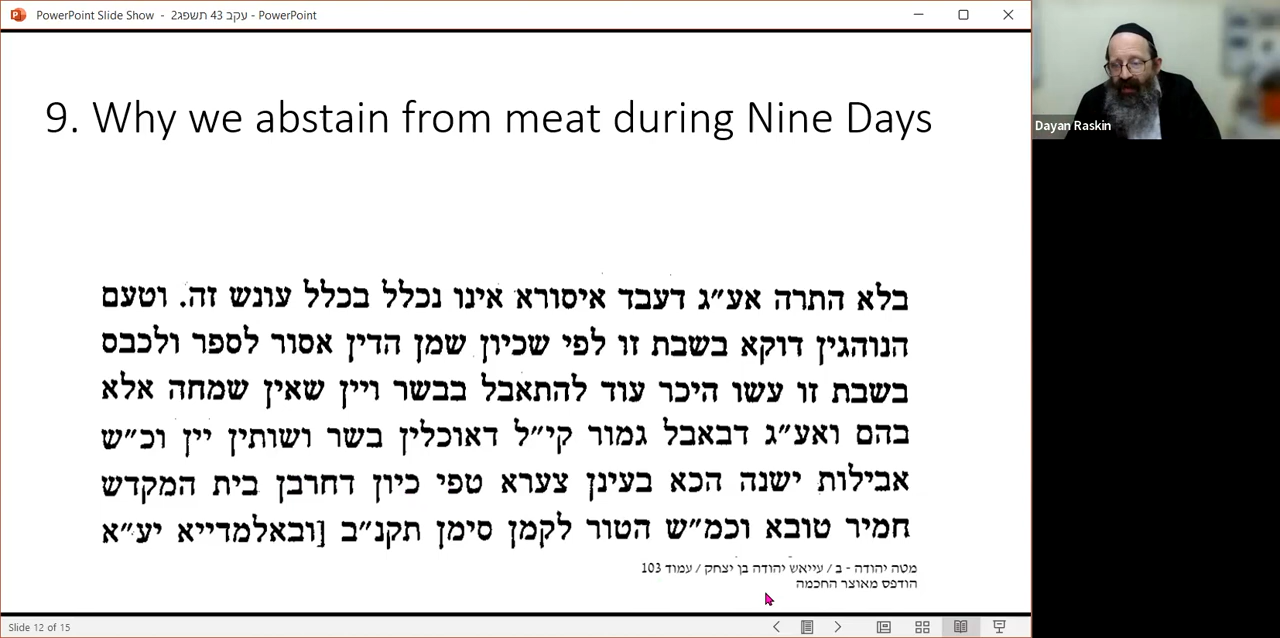 PowerPoint Slide Show - עקב 43 תשפג2 - PowerPoint
Dayan Raskin
9. Why we abstain from meat during Nine Days
בלא התרה אע״ג דעבד איסורא אינו נכלל בכלל עונש זה. וטעם
הנוהגין דוקא בשבת זו לפי שכיון שמן הדין אסור לספר ולכבס
בשבת זו עשו היכר עוד להתאבל בבשר ויין שאין שמחה אלא
בהם ואע״ג דבאבל גמור קי״ל דאוכלין בשר ושותין יין וכ״ש
אבילות ישנה הכא בעינן צערא טפי כיון דחרבן בית המקדש
חמיר טובא וכמ״ש הטור לקמן סימן תקנ״ב [ובאלמדייא יע״א
מטה יהודה - ב / עייאש יהודה בן יצחק / עמוד 103
הודפס מאוצר החכמה
Slide 12 of 15